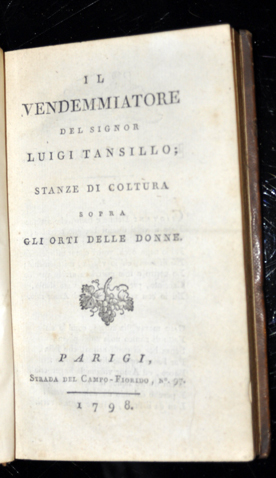 IL
VENDEMMIATORE
DEL SIGNOR
LUIGI TANSILLO;
STANZE DI COLTURA
SOPRA
GLI ORTI DELLE DONNE.
PARIGI,
STRADA DEL CAMPO-FIORIDO, N°. 97.
1798.